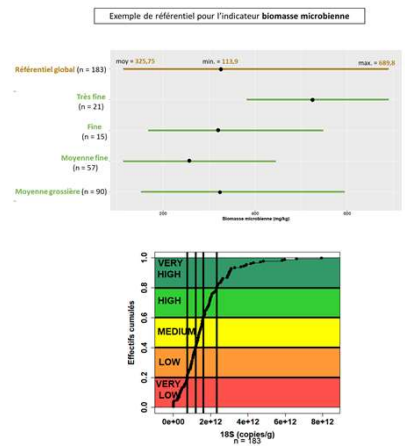 Exemple de référentiel pour l'indicateur biomasse microbienne
moy = 325,75 min. = 113,9 max. = 689,8
Référentiel global (n = 183)
Très fine
(n = 21)
Fine
(n = 15)
Moyenne fine
(n = 57)
Moyenne grossière (n = 90)
200 400 600
Biomasse microbienne (mg/kg)
Effectifs cumulés
1.0
0.8
0.6
0.4
0.2
0.0
VERY
HIGH
HIGH
MEDIUM
LOW
VERY
LOW
0e+00 2e+12 4e+12 6e+12 8e+12
18S (copies/g)
n = 183